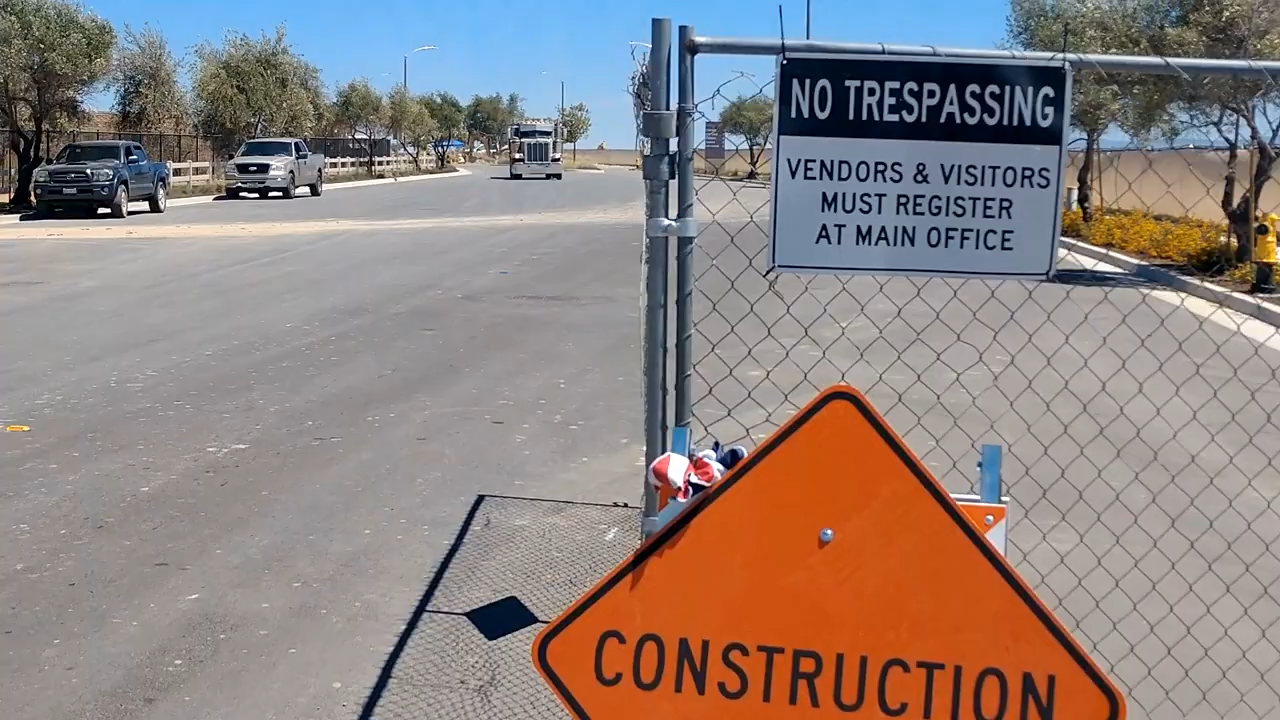 NO TRESPASSING
VENDORS & VISITORS
MUST REGISTER
AT MAIN OFFICE
CONSTRUCTION